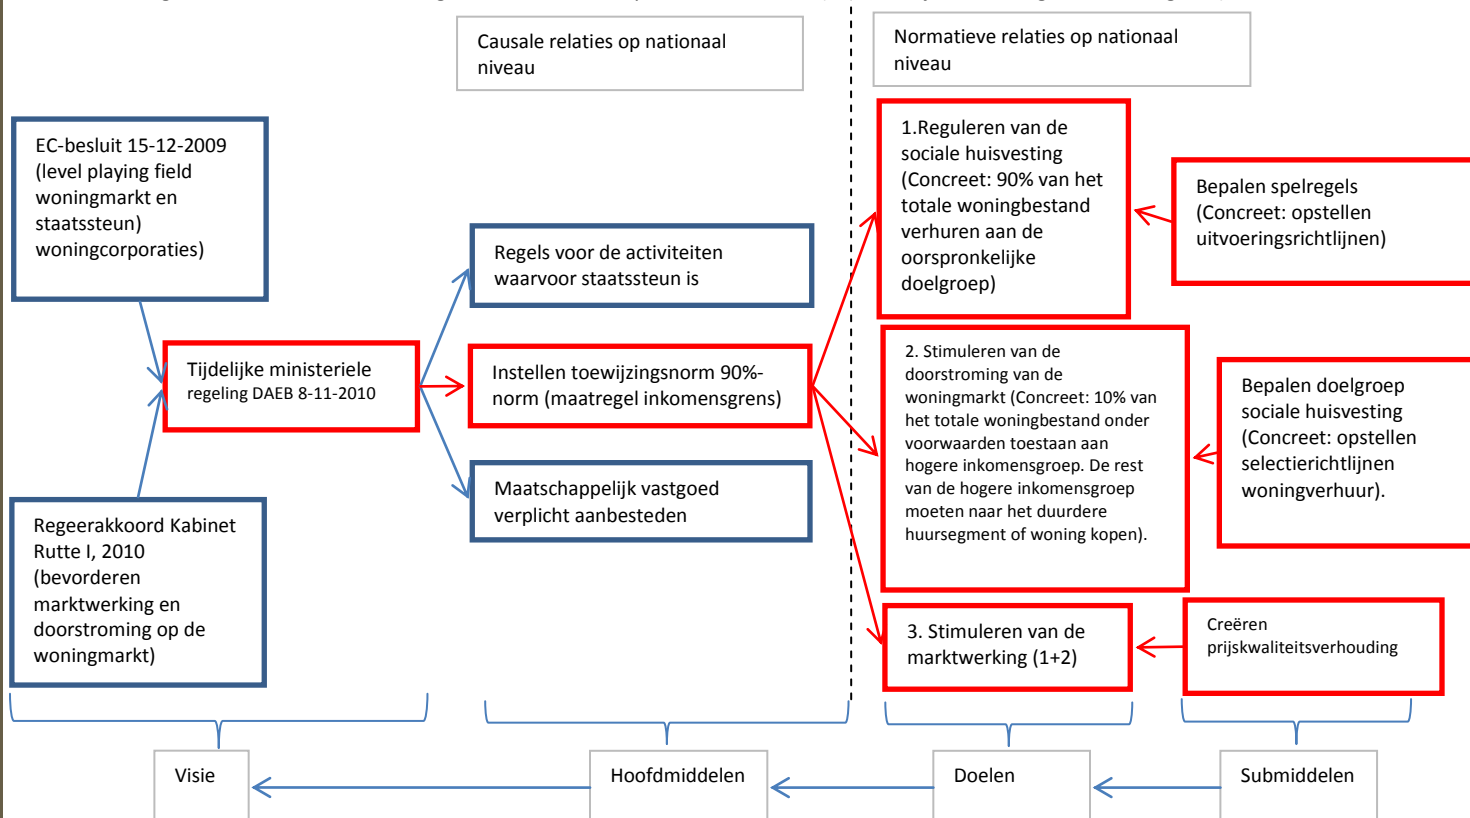 Causale relaties op nationaal
niveau
Normatieve relaties op nationaal
niveau
EC-besluit 15-12-2009
(level playing field
woningmarkt en
staatssteun)
woningcorporaties)
Regeerakkoord Kabinet
Rutte I, 2010
(bevorderen
marktwerking en
doorstroming op de
woningmarkt)
Tijdelijke ministeriele
regeling DAEB 8-11-2010
Regels voor de activiteiten
waarvoor staatssteun is
Instellen toewijzingsnorm 90%-
norm (maatregel inkomensgrens)
Maatschappelijk vastgoed
verplicht aanbesteden
1.Reguleren van de
sociale huisvesting
(Concreet: 90% van het
totale woningbestand
verhuren aan de
oorspronkelijke
doelgroep)
2. Stimuleren van de
doorstroming van de
woningmarkt (Concreet: 10% van
het totale woningbestand onder
voorwaarden toestaan aan
hogere inkomensgroep. De rest
van de hogere inkomensgroep
moeten naar het duurdere
huursegment of woning kopen).
3. Stimuleren van de
marktwerking (1+2)
Bepalen spelregels
(Concreet: opstellen
uitvoeringsrichtlijnen)
Bepalen doelgroep
sociale huisvesting
(Concreet: opstellen
selectierichtlijnen
woningverhuur).
Creëren
prijskwaliteitsverhouding
Visie
Hoofdmiddelen
Doelen
Submiddelen